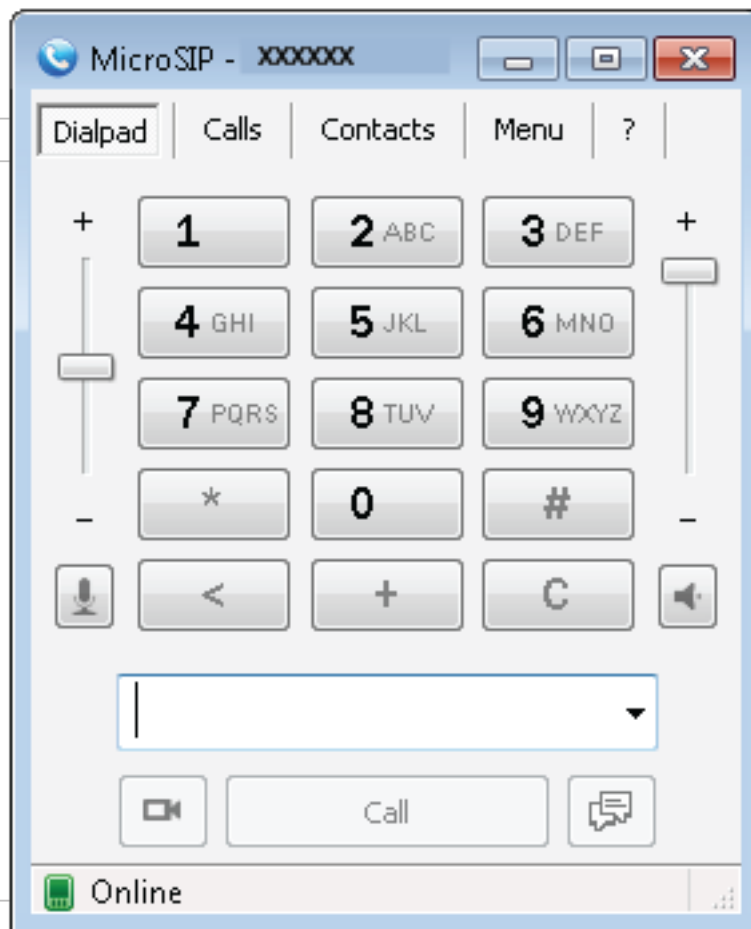 MicroSIP - XXXXXX
Dialpad Calls Contacts Menu ?
+ 1 2 ABC 3 DEF +
4 GHI 5 JKL 6 MNO
7 PQRS 8 TUV 9 WXYZ
- * 0 # -
< + C
Call
Online